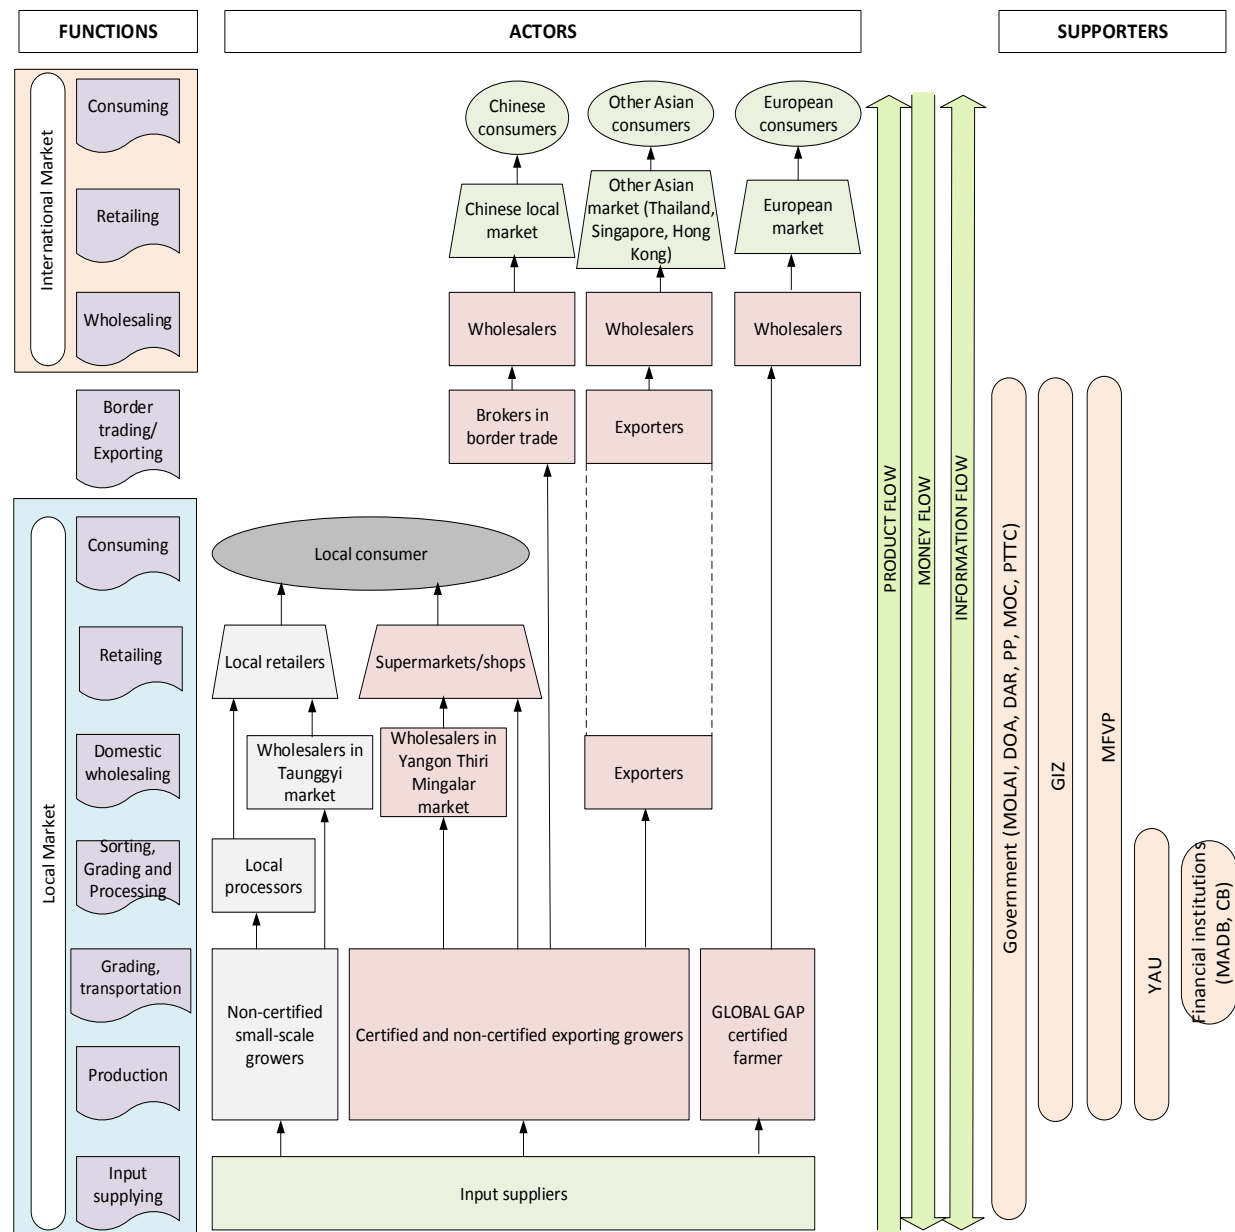 FUNCTIONS
ACTORS
SUPPORTERS
International Market
Consuming
Retailing
Wholesaling
Border
trading/
Exporting
Local Market
Consuming
Retailing
Domestic
wholesaling
Sorting,
Grading and
Processing
Grading,
transportation
Production
Input
supplying
Chinese
consumers
Other Asian
consumers
European
consumers
Chinese local
market
Other Asian
market (Thailand,
Singapore, Hong
Kong)
European
market
Wholesalers
Wholesalers
Wholesalers
Brokers in
border trade
Exporters
Local consumer
Local retailers
Supermarkets/shops
Wholesalers in
Taunggyi
market
Wholesalers in
Yangon Thiri
Mingalar
market
Exporters
Local
processors
Non-certified
small-scale
growers
Certified and non-certified exporting growers
GLOBAL GAP
certified
farmer
Input suppliers
PRODUCT FLOW
MONEY FLOW
INFORMATION FLOW
Government (MOLAI, DOA, DAR, PP, MOC, PTTC)
GIZ
MFVP
YAU
Financial institutions
(MADB, CB)